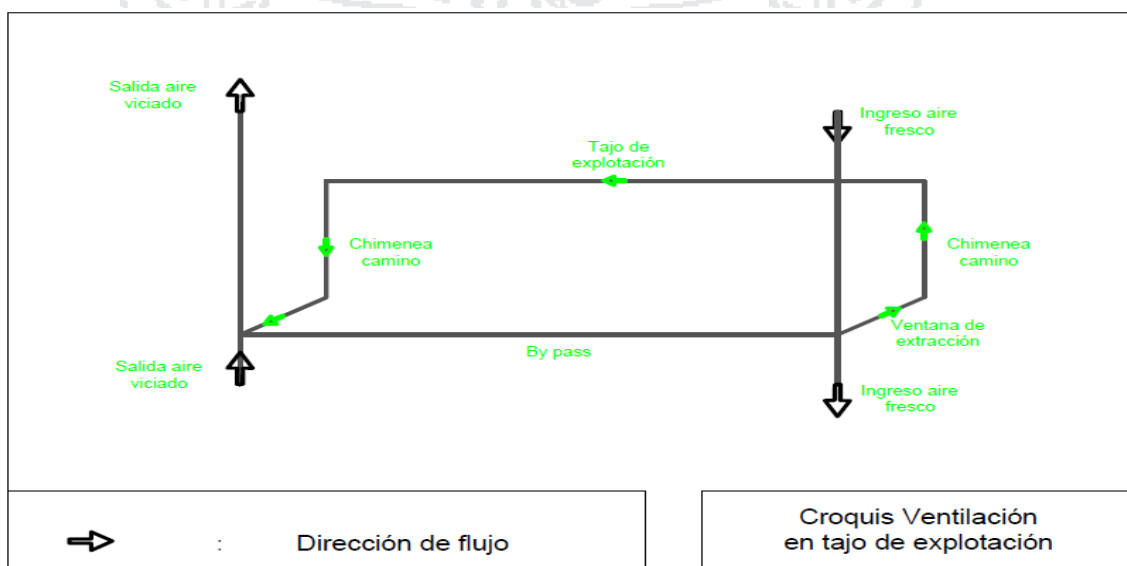 Salida aire
viciado
Ingreso aire
fresco
Tajo de
explotación
Chimenea
camino
Chimenea
camino
Ventana de
extracción
By pass
Salida aire
viciado
Ingreso aire
fresco
: Dirección de flujo
Croquis Ventilación
en tajo de explotación